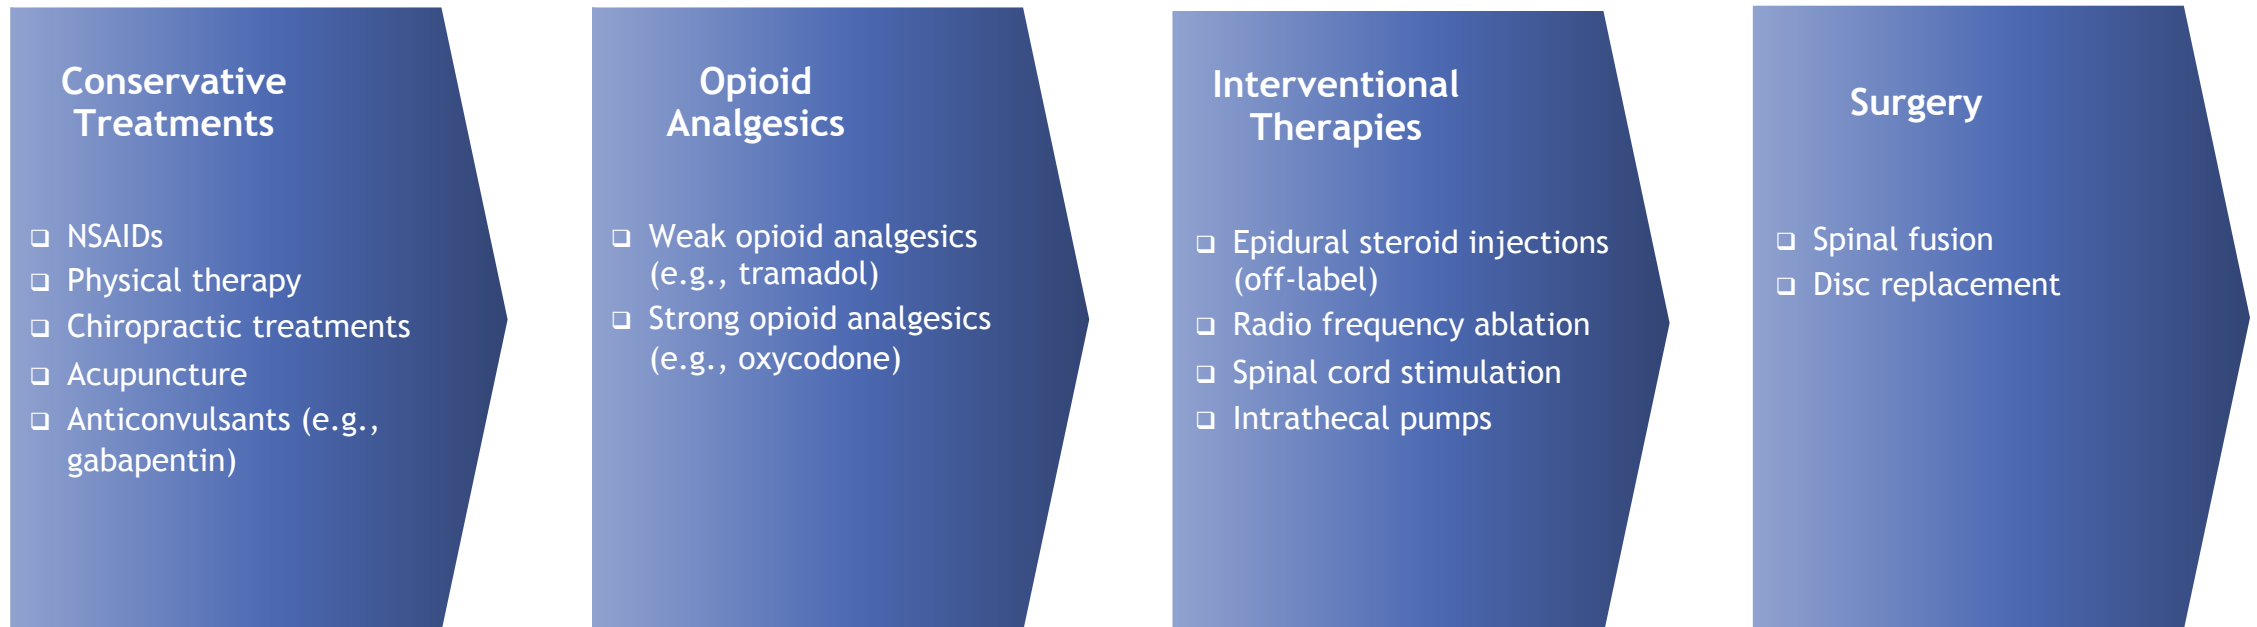 Conservative
Treatments
❑ NSAIDs
❑ Physical therapy
❑ Chiropractic treatments
❑ Acupuncture
❑ Anticonvulsants (e.g.,
gabapentin)
Opioid
Analgesics
❑ Weak opioid analgesics
(e.g., tramadol)
❑ Strong opioid analgesics
(e.g., oxycodone)
Interventional
Therapies
❑ Epidural steroid injections
(off-label)
❑ Radio frequency ablation
❑ Spinal cord stimulation
❑ Intrathecal pumps
Surgery
❑ Spinal fusion
❑ Disc replacement